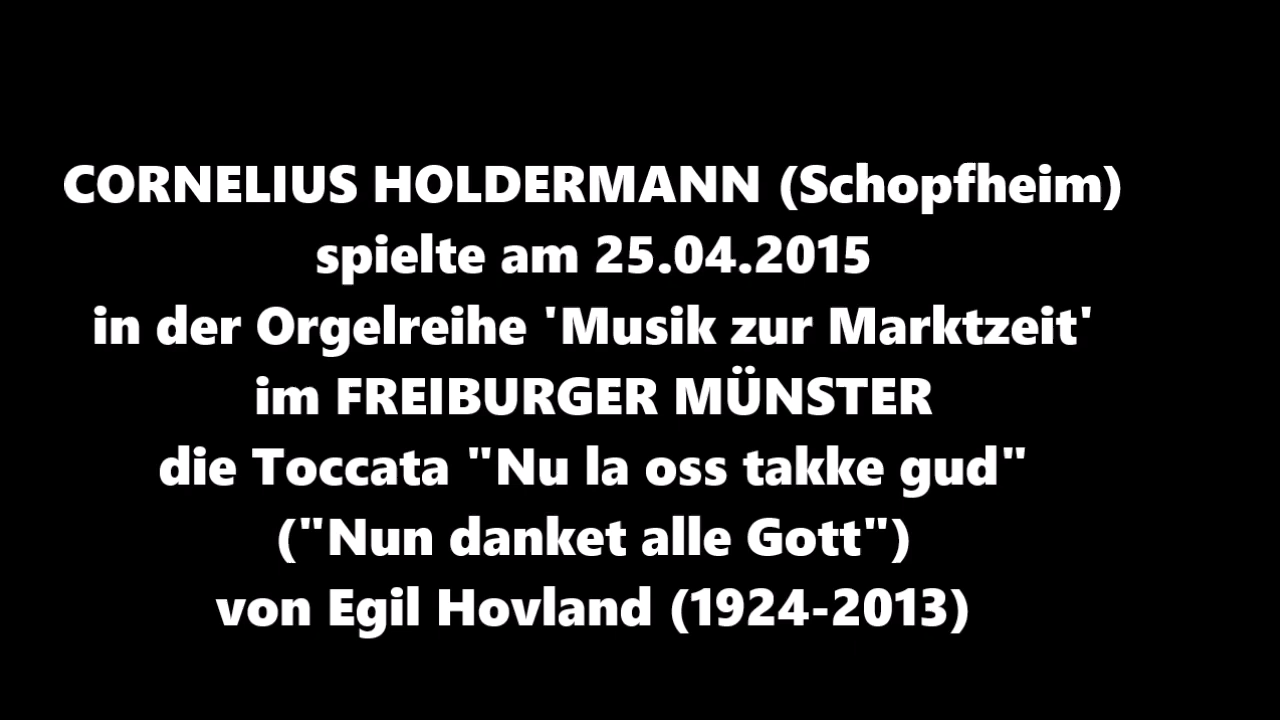 CORNELIUS HOLDERMANN (Schopfheim)
spielte am 25.04.2015
in der Orgelreihe 'Musik zur Marktzeit'
im FREIBURGER MÜNSTER
die Toccata "Nu la oss takke gud"
("Nun danket alle Gott")
von Egil Hovland (1924-2013)